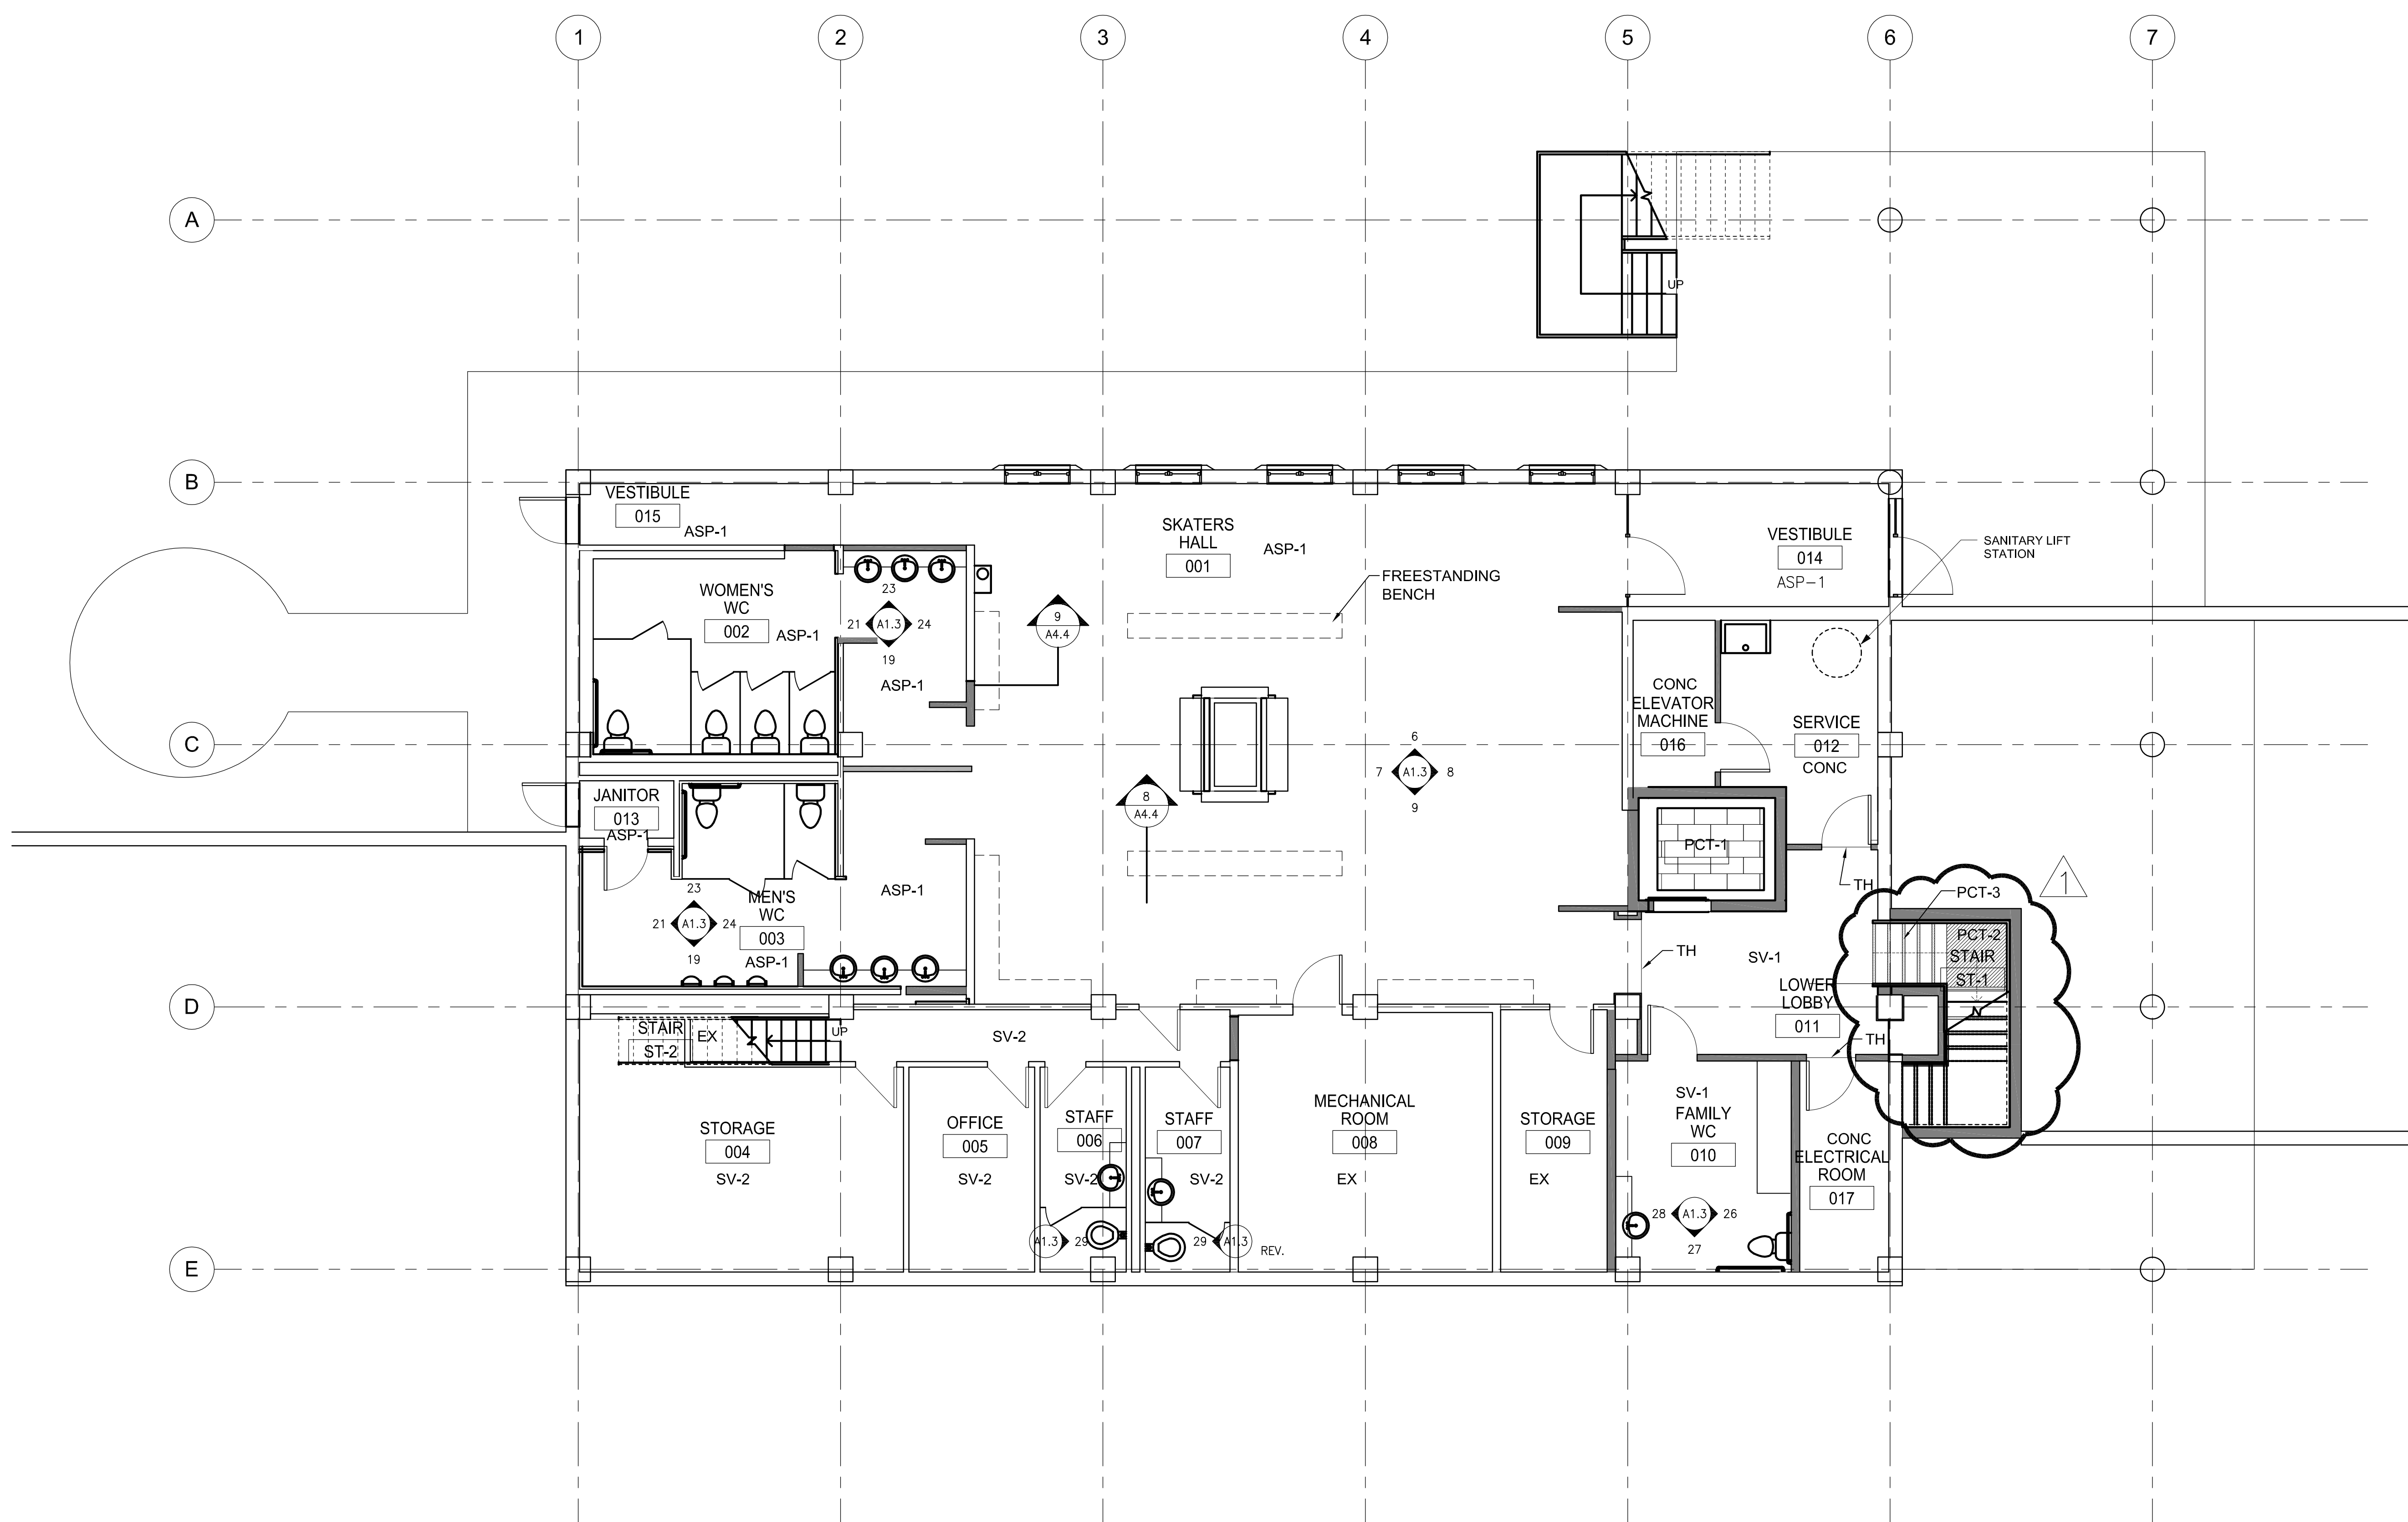 1
2
3
4
5
6
7
A
UP
B
VESTIBULE
015
ASP-1
SKATERS
HALL
001
ASP-1
VESTIBULE
014
ASP-1
SANITARY LIFT
STATION
FREESTANDING
BENCH
WOMEN'S
WC
002
ASP-1
23
21
A1.3
24
19
ASP-1
9
A4.4
CONC
ELEVATOR
MACHINE
016
SERVICE
012
CONC
C
6
7
A1.3
8
9
8
A4.4
JANITOR
013
ASP-1
PCT-1
TH
PCT-3
1
ASP-1
23
21
A1.3
24
19
MEN'S
WC
003
ASP-1
TH
SV-1
PCT-2
STAIR
ST-1
LOWER
LOBBY
011
TH
D
STAIR
ST-2
EX
UP
SV-2
STORAGE
004
SV-2
OFFICE
005
SV-2
STAFF
006
SV-2
STAFF
007
SV-2
MECHANICAL
ROOM
008
EX
STORAGE
009
EX
SV-1
FAMILY
WC
010
CONC
ELECTRICAL
ROOM
017
28
A1.3
26
27
A1.3
29
29
A1.3
REV.
E